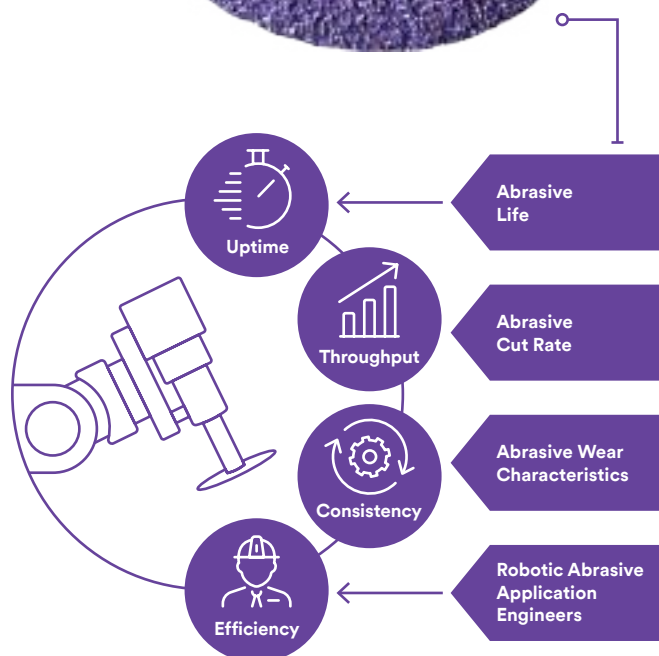 Uptime
Abrasive
Life
Throughput
Abrasive
Cut Rate
Consistency
Abrasive Wear
Characteristics
Efficiency
Robotic Abrasive
Application
Engineers